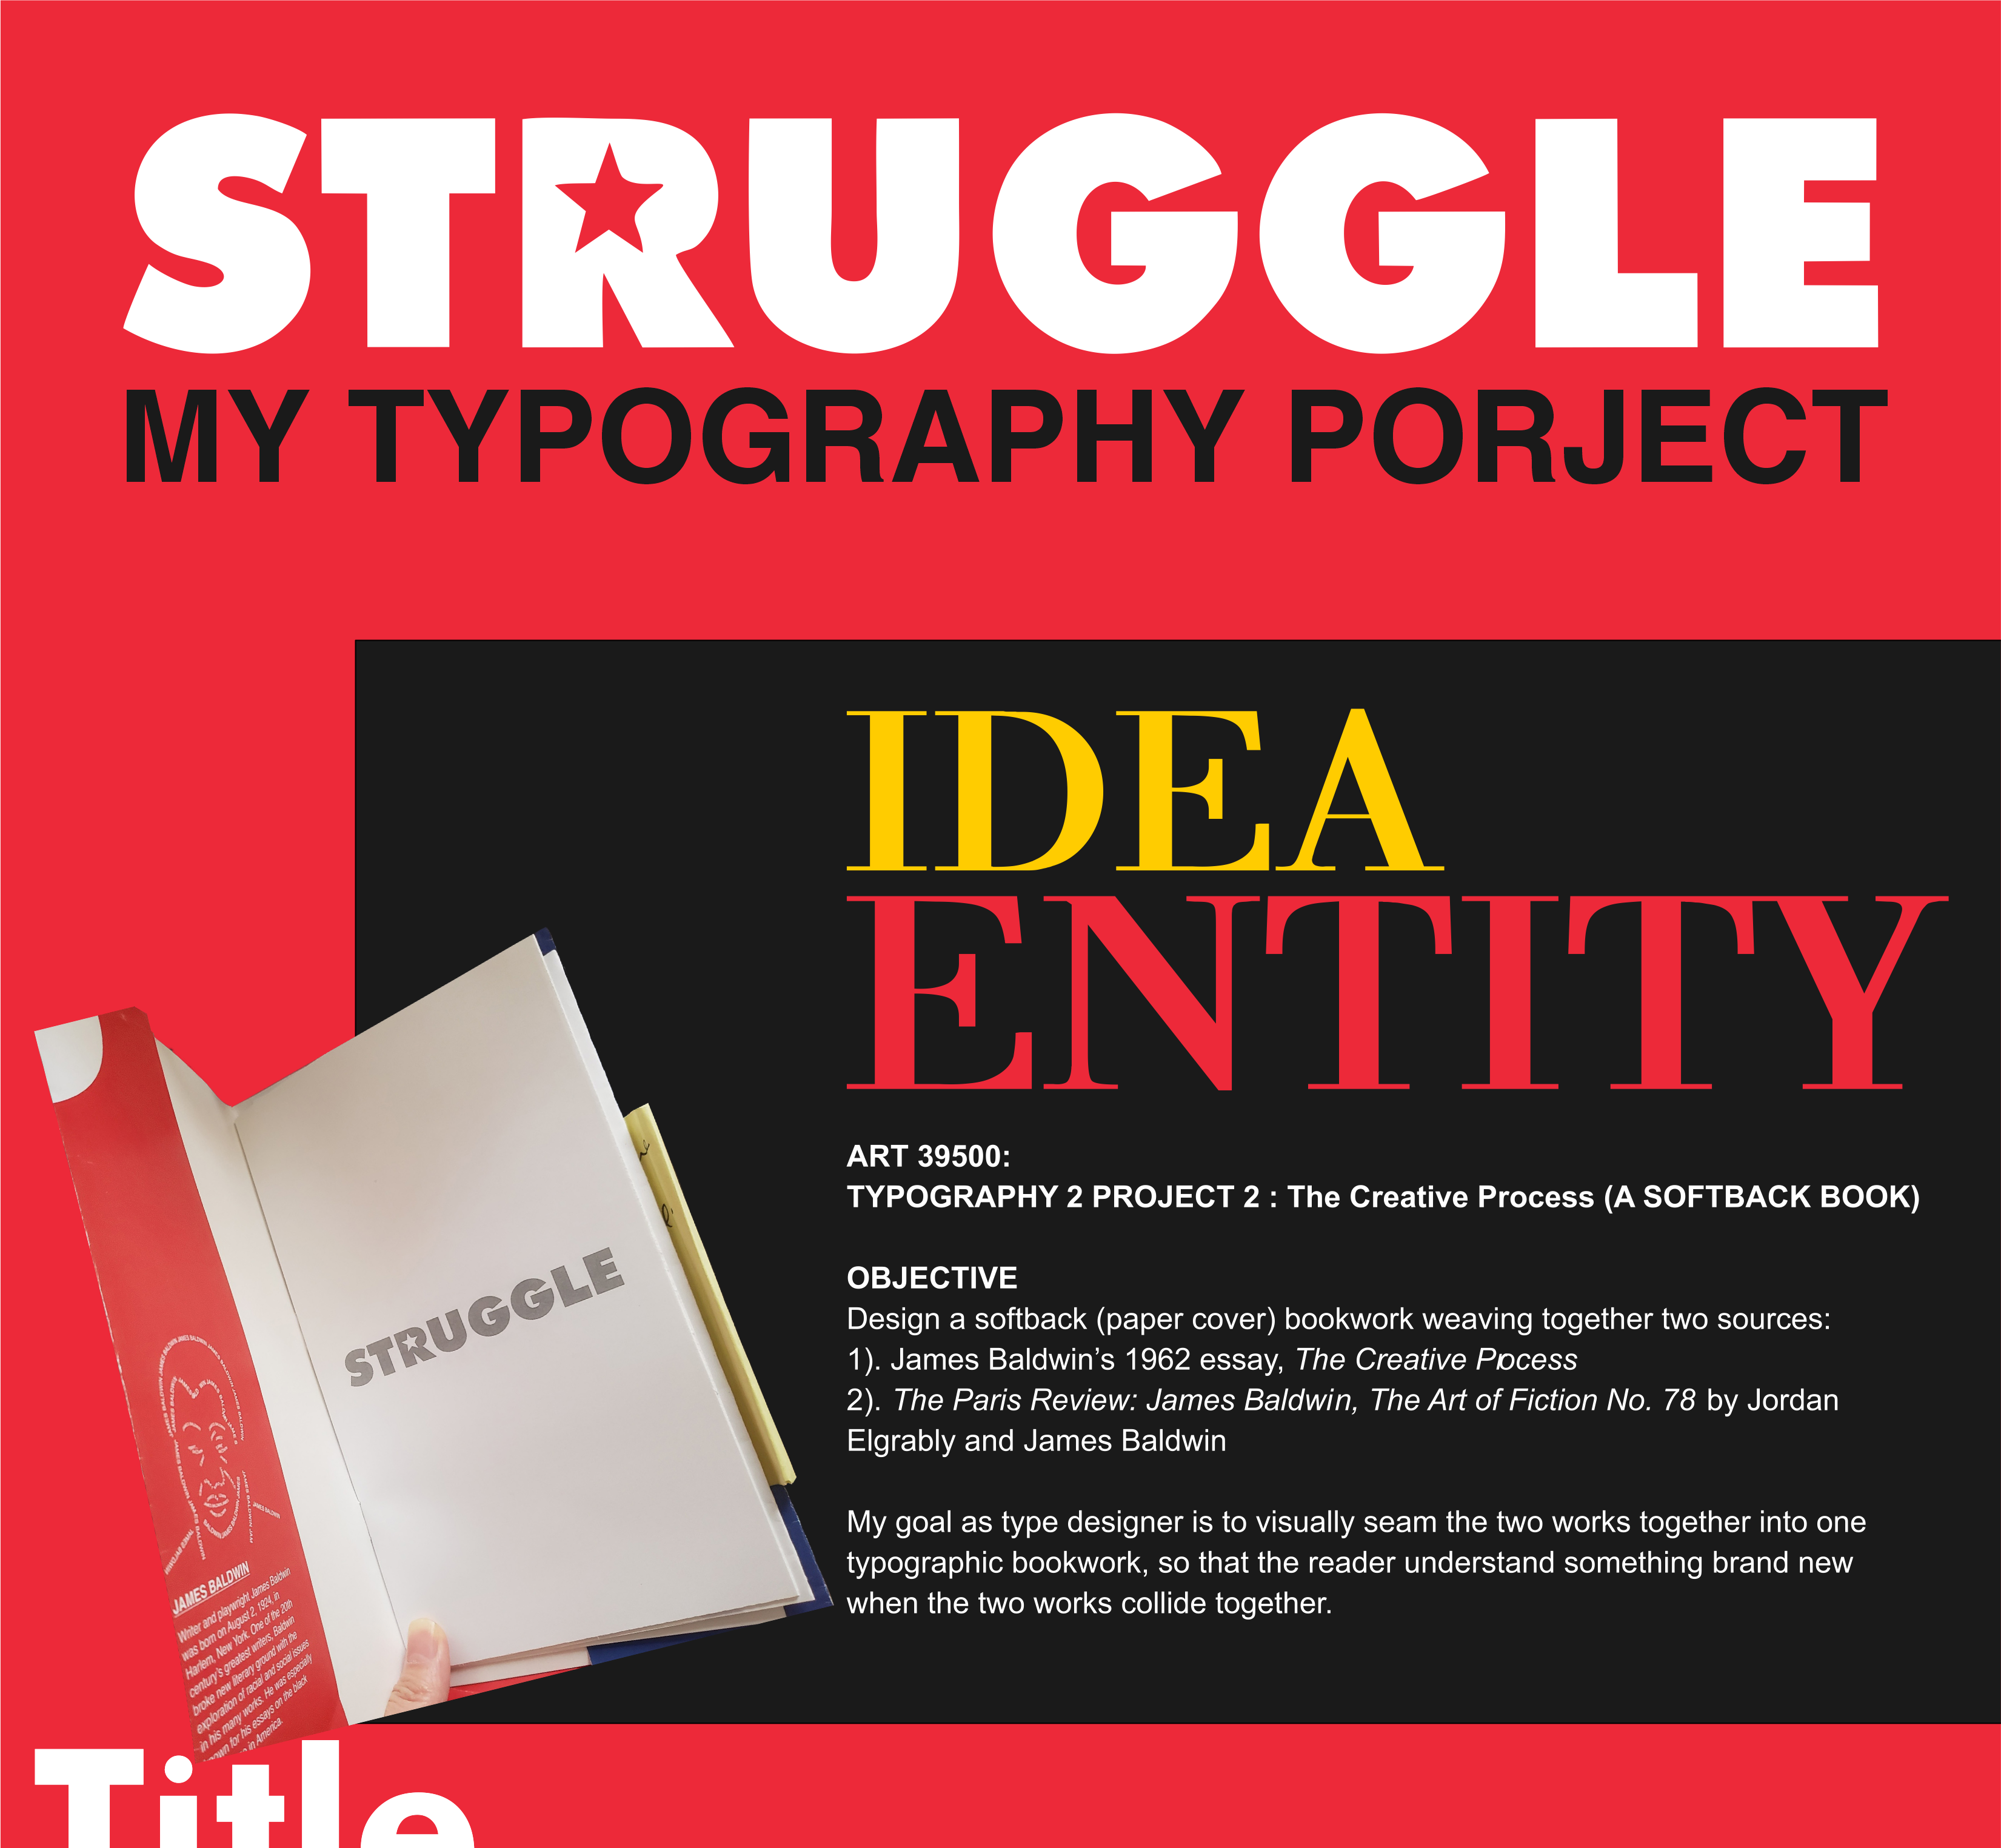 STRUGGLE
MY TYPOGRAPHY PORJECT
IDEA
ENTITY
ART 39500:
TYPOGRAPHY 2 PROJECT 2 : The Creative Process (A SOFTBACK BOOK)
OBJECTIVE
Design a softback (paper cover) bookwork weaving together two sources:
1). James Baldwin’s 1962 essay, The Creative Process
2). The Paris Review: James Baldwin, The Art of Fiction No. 78 by Jordan
Elgrably and James Baldwin
My goal as type designer is to visually seam the two works together into one
typographic bookwork, so that the reader understand something brand new
when the two works collide together.
STRUGGLE
JAMES BALDWIN
Writer and playwright James Baldwin
was born on August 2, 1924, in
Harlem, New York. One of the 20th
century's greatest writers, Baldwin
broke new literary ground with the
exploration of racial and social issues
in his many works. He was especially
for his essays on the black
in America.
Title